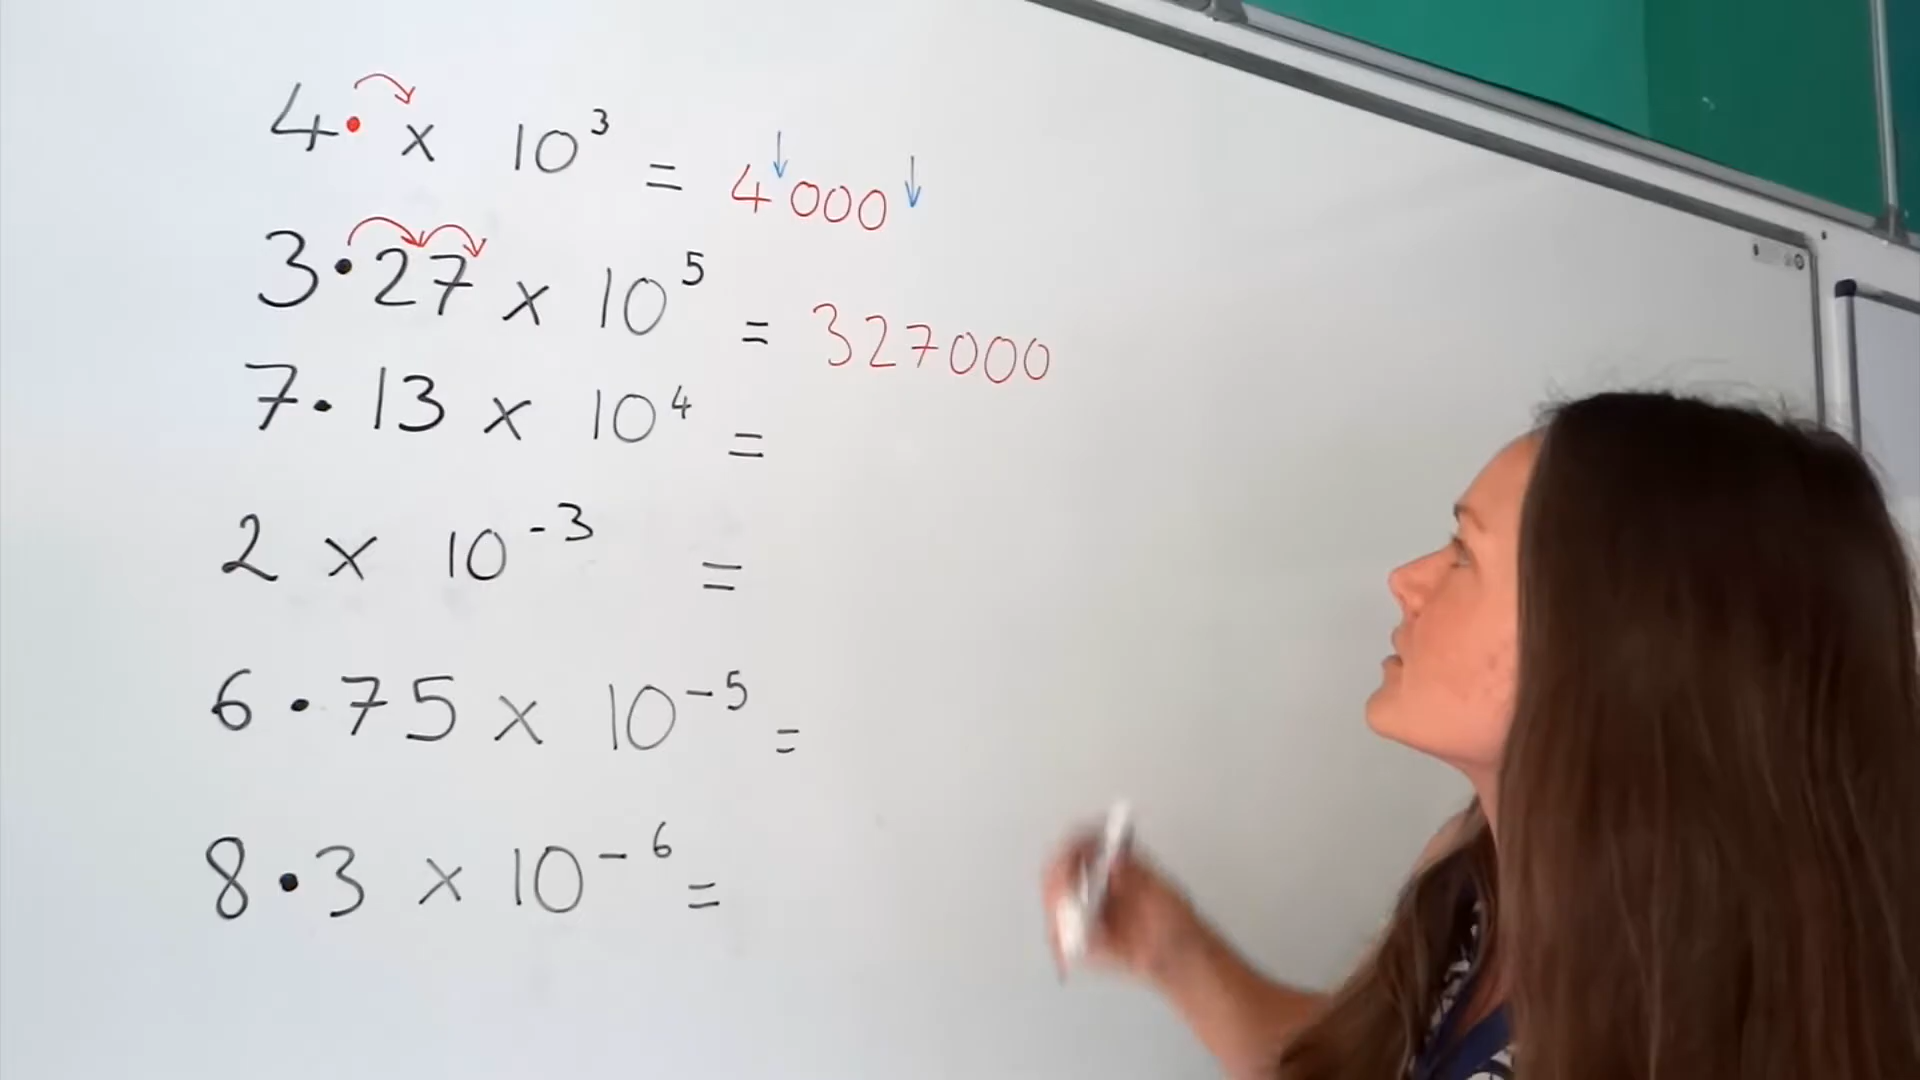 4· × 10³ = 4000
3·27 × 10⁵ = 327000
7·13 × 10⁴ =
2 × 10⁻³ =
6·75 × 10⁻⁵ =
8·3 × 10⁻⁶ =